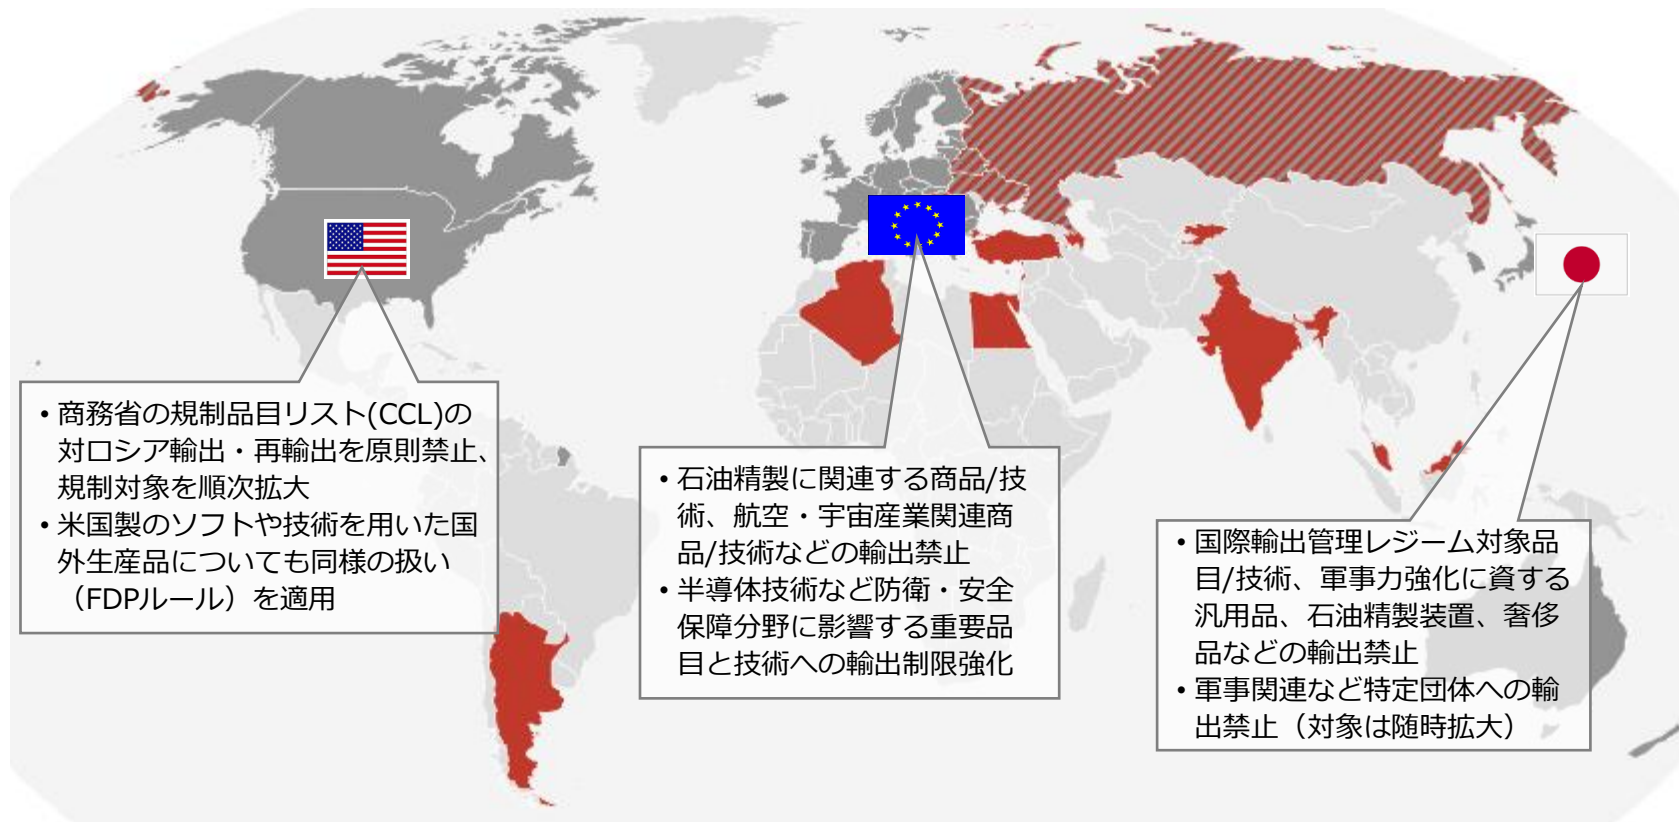 • 商務省の規制品目リスト(CCL)の
対ロシア輸出・再輸出を原則禁止、
規制対象を順次拡大
• 米国製のソフトや技術を用いた国
外生産品についても同様の扱い
（FDPルール）を適用
• 石油精製に関連する商品/技
術、航空・宇宙産業関連商
品/技術などの輸出禁止
• 半導体技術など防衛・安全
保障分野に影響する重要品
目と技術への輸出制限強化
• 国際輸出管理レジーム対象品
目/技術、軍事力強化に資する
汎用品、石油精製装置、奢侈
品などの輸出禁止
• 軍事関連など特定団体への輸
出禁止（対象は随時拡大）